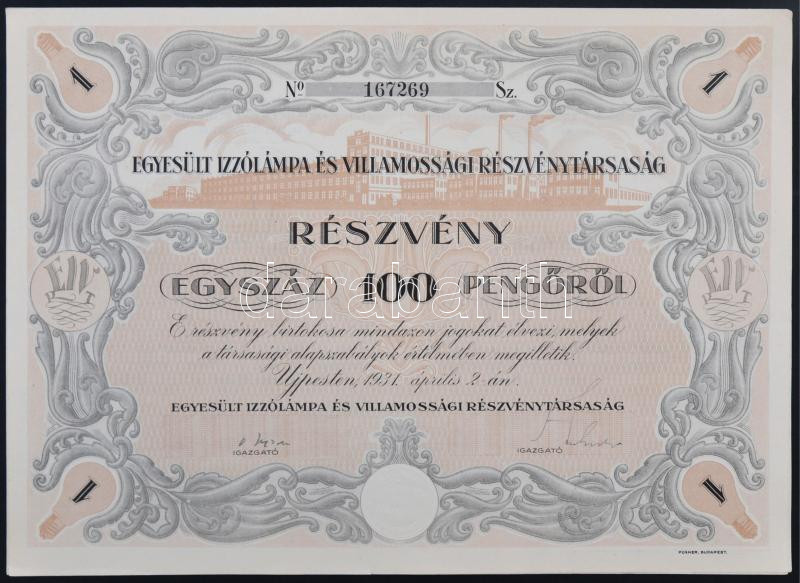 1
1
Nº 167269 Sz.
EGYESÜLT IZZÓLÁMPA ÉS VILLAMOSSÁGI RÉSZVÉNYTÁRSASÁG
RÉSZVÉNY
EGYSZÁZ 100 PENGŐRŐL
darabanth
E részvény birtokosa mindazon jogokat élvezi, melyek
a társasági alapszabályok értelmében megilletik.
Ujpesten, 1931. április 2-án.
EGYESÜLT IZZÓLÁMPA ÉS VILLAMOSSÁGI RÉSZVÉNYTÁRSASÁG
IGAZGATÓ
IGAZGATÓ
1
1
POSNER, BUDAPEST.